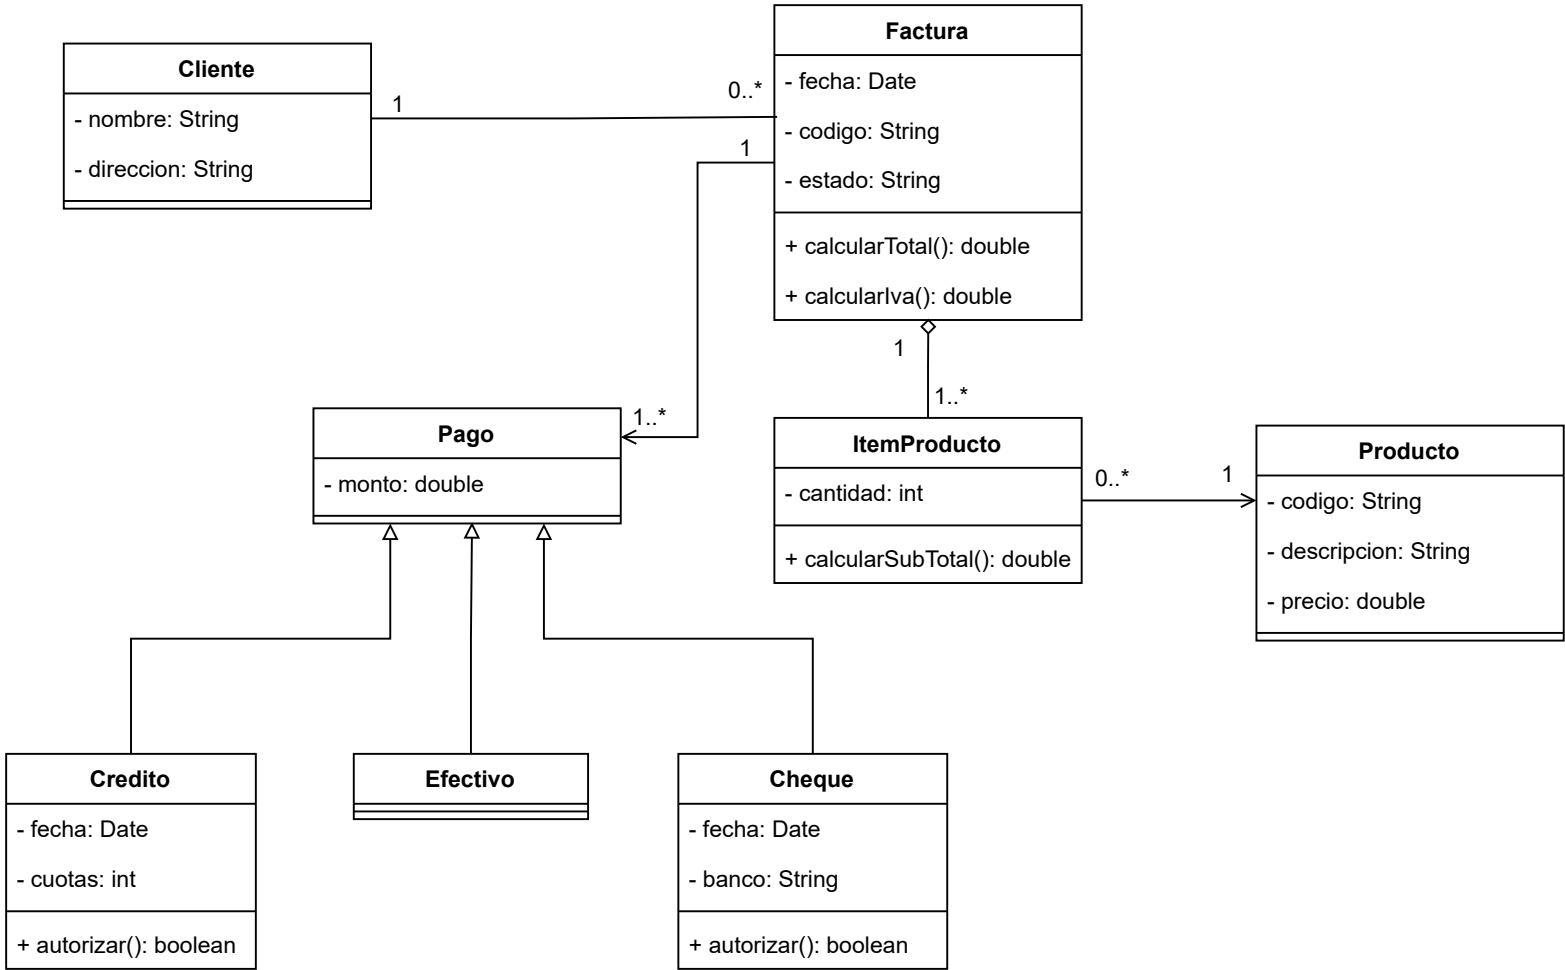 Cliente
- nombre: String
- direccion: String
1
0..*
Factura
- fecha: Date
- codigo: String
- estado: String
+ calcularTotal(): double
+ calcularIva(): double
1
1..*
Pago
- monto: double
1
1..*
ItemProducto
- cantidad: int
+ calcularSubTotal(): double
0..*
1
Producto
- codigo: String
- descripcion: String
- precio: double
Credito
- fecha: Date
- cuotas: int
+ autorizar(): boolean
Efectivo
Cheque
- fecha: Date
- banco: String
+ autorizar(): boolean